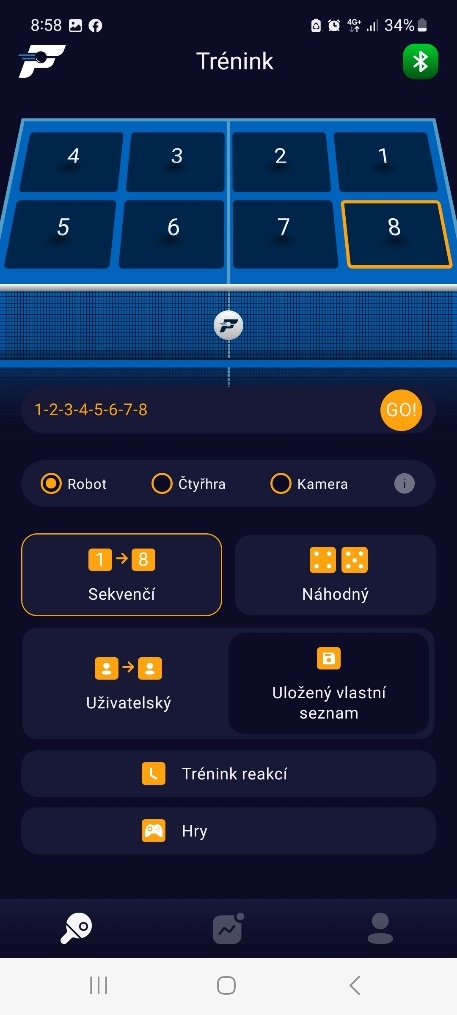 8:58 4G+ 34%
Trénink
4 3 2 1
5 6 7 8
1-2-3-4-5-6-7-8 GO!
Robot Čtyřhra Kamera i
1 → 8
Sekvenčí Náhodný
Uživatelský
Uložený vlastní
seznam
Trénink reakcí
Hry